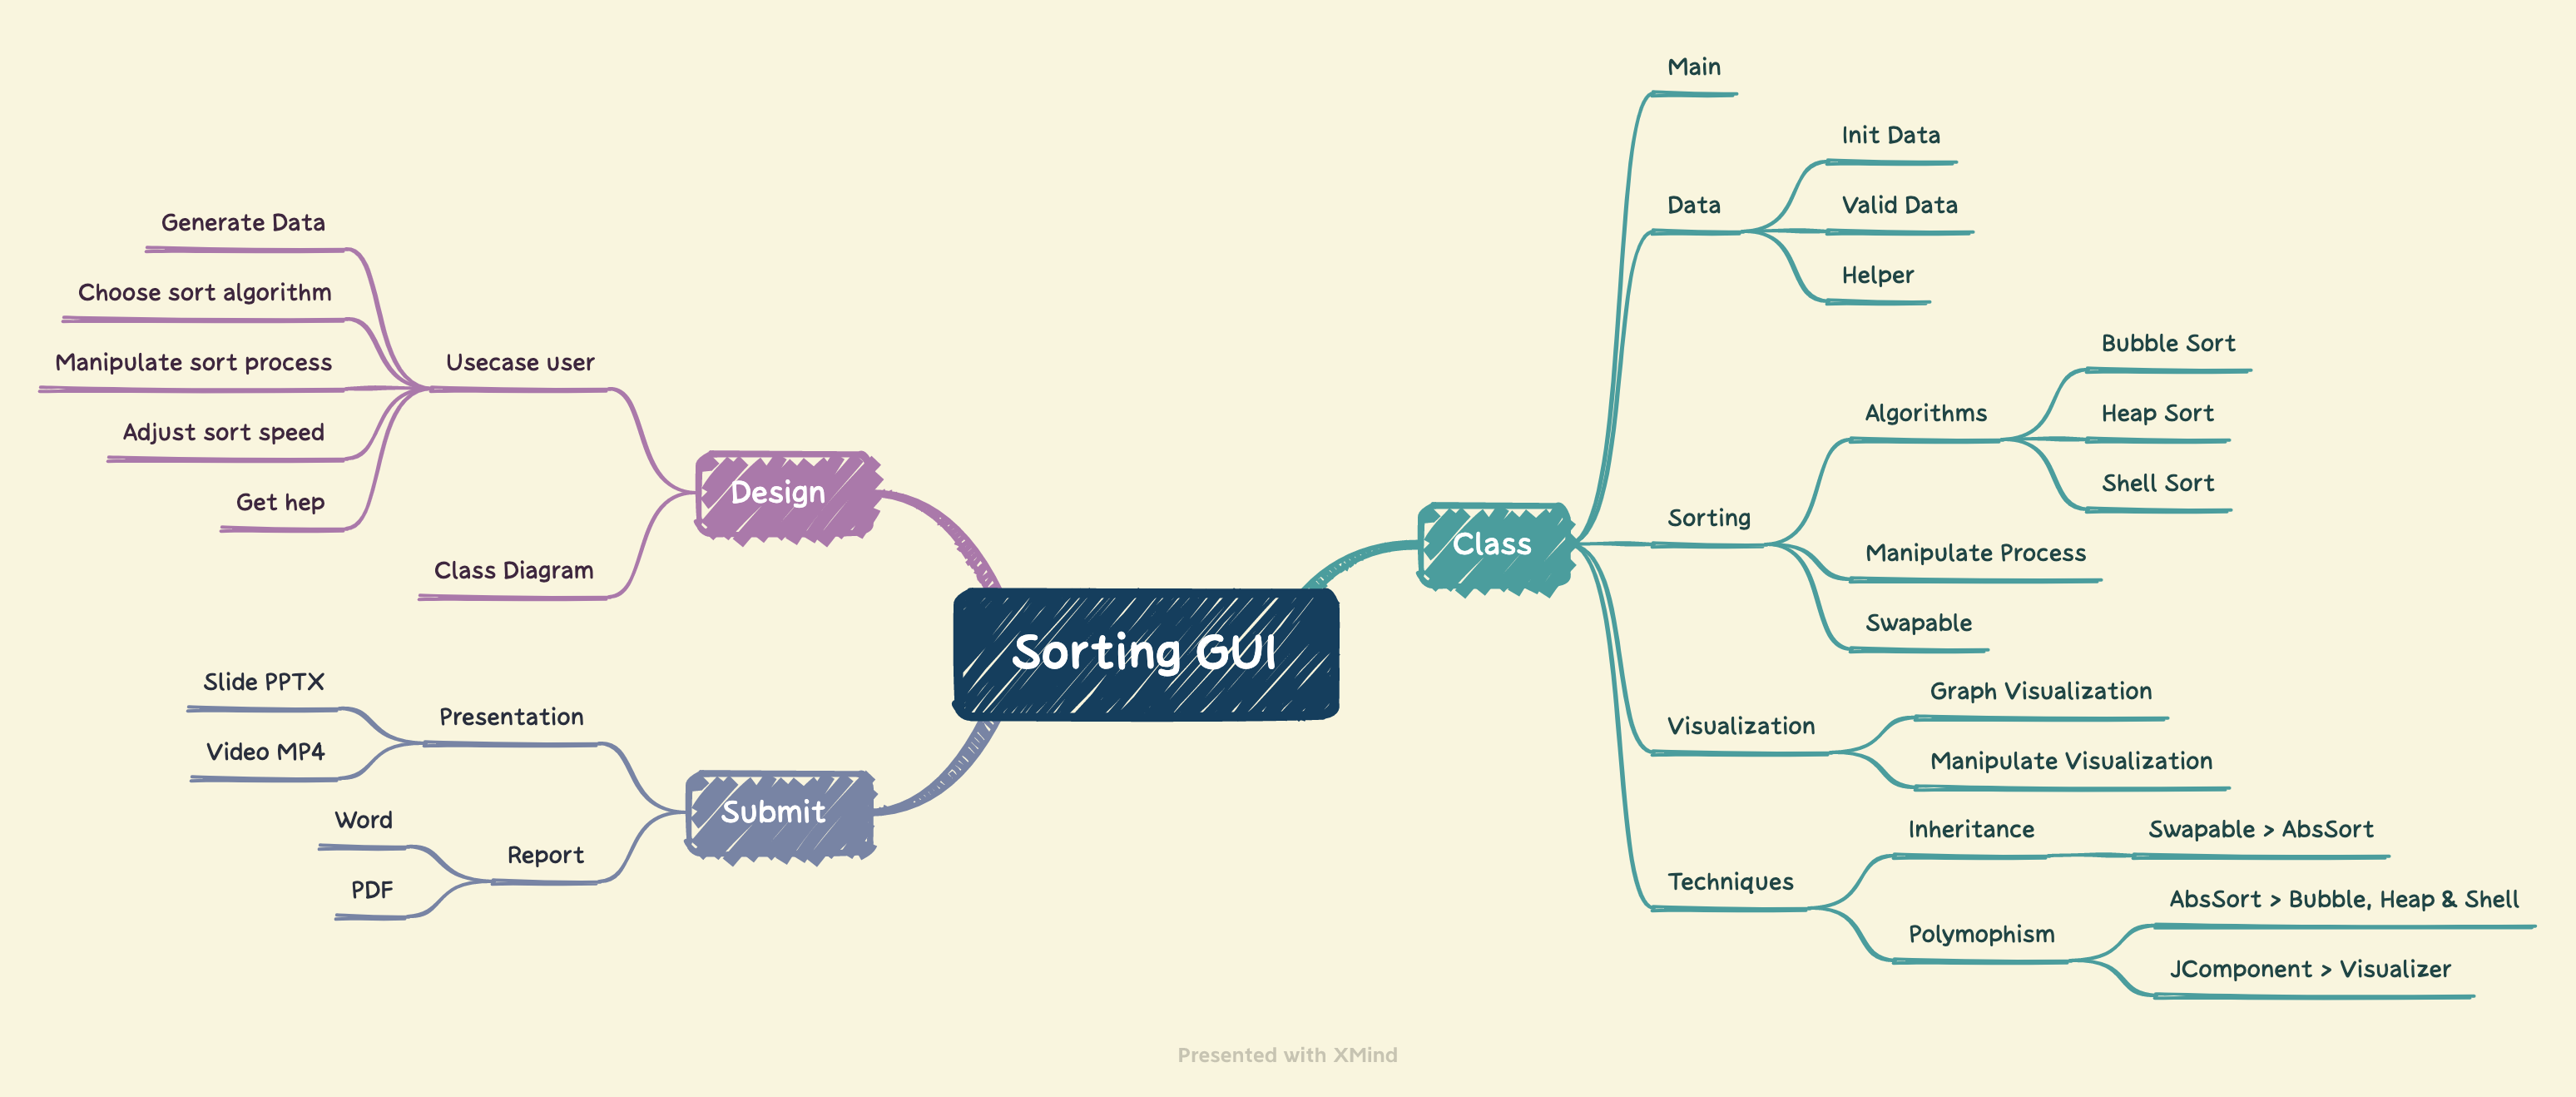 Sorting GUI
Class
Main
Data
Init Data
Valid Data
Helper
Sorting
Algorithms
Bubble Sort
Heap Sort
Shell Sort
Manipulate Process
Swapable
Visualization
Graph Visualization
Manipulate Visualization
Techniques
Inheritance
Swapable > AbsSort
Polymophism
AbsSort > Bubble, Heap & Shell
JComponent > Visualizer
Design
Usecase user
Generate Data
Choose sort algorithm
Manipulate sort process
Adjust sort speed
Get hep
Class Diagram
Submit
Presentation
Slide PPTX
Video MP4
Report
Word
PDF
Presented with XMind